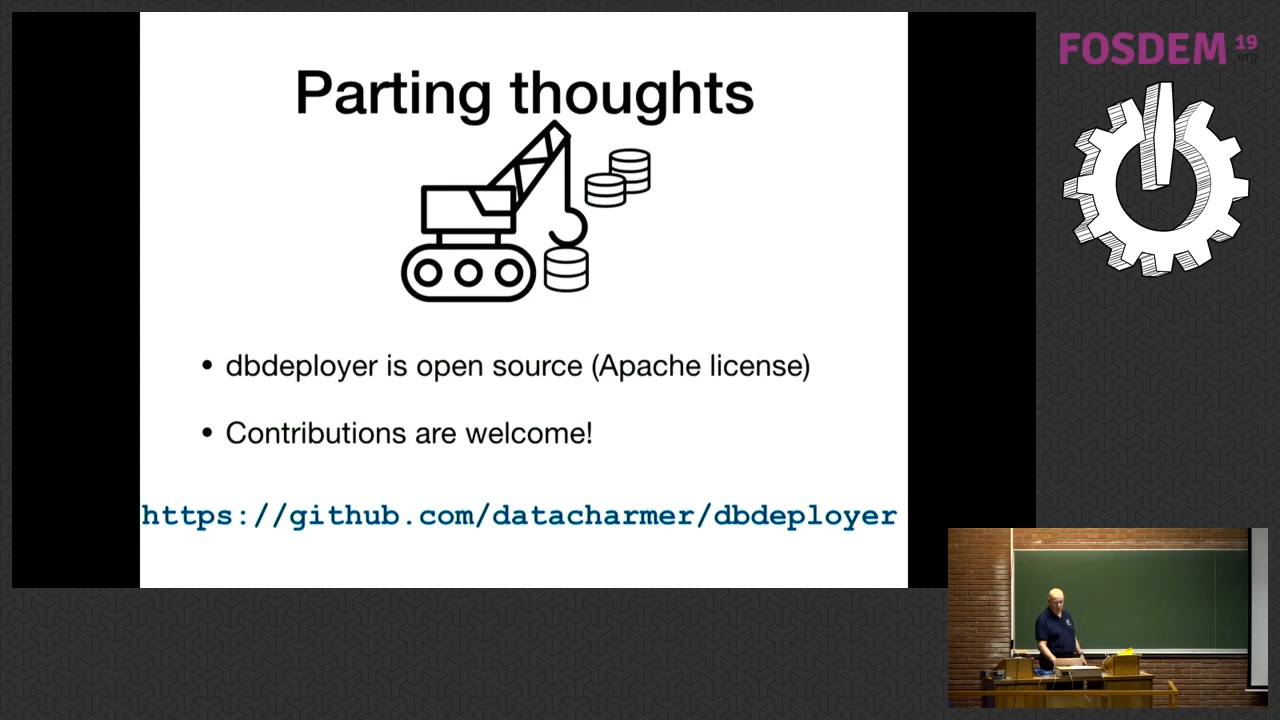 Parting thoughts
• dbdeployer is open source (Apache license)
• Contributions are welcome!
https://github.com/datacharmer/dbdeployer
FOSDEM 19
.org